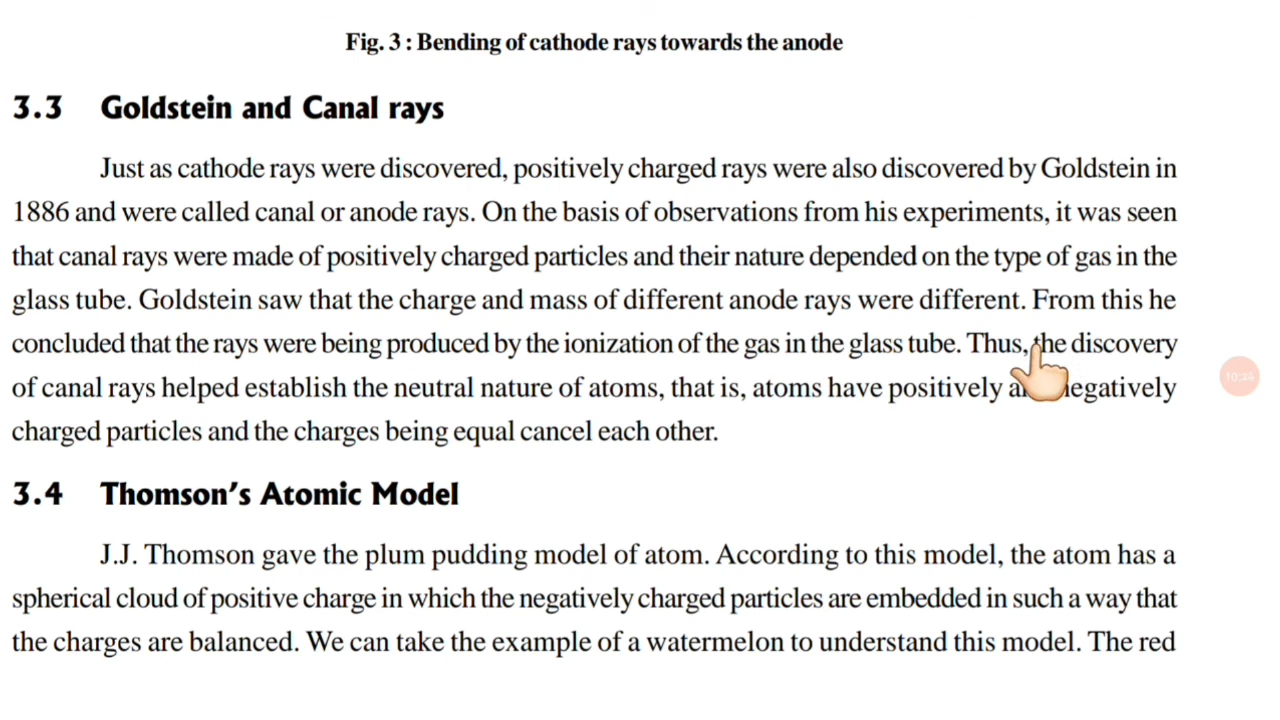 Fig. 3 : Bending of cathode rays towards the anode
3.3 Goldstein and Canal rays
Just as cathode rays were discovered, positively charged rays were also discovered by Goldstein in
1886 and were called canal or anode rays. On the basis of observations from his experiments, it was seen
that canal rays were made of positively charged particles and their nature depended on the type of gas in the
glass tube. Goldstein saw that the charge and mass of different anode rays were different. From this he
concluded that the rays were being produced by the ionization of the gas in the glass tube. Thus, the discovery
of canal rays helped establish the neutral nature of atoms, that is, atoms have positively negatively
charged particles and the charges being equal cancel each other.
3.4 Thomson's Atomic Model
J.J. Thomson gave the plum pudding model of atom. According to this model, the atom has a
spherical cloud of positive charge in which the negatively charged particles are embedded in such a way that
the charges are balanced. We can take the example of a watermelon to understand this model. The red
10:24